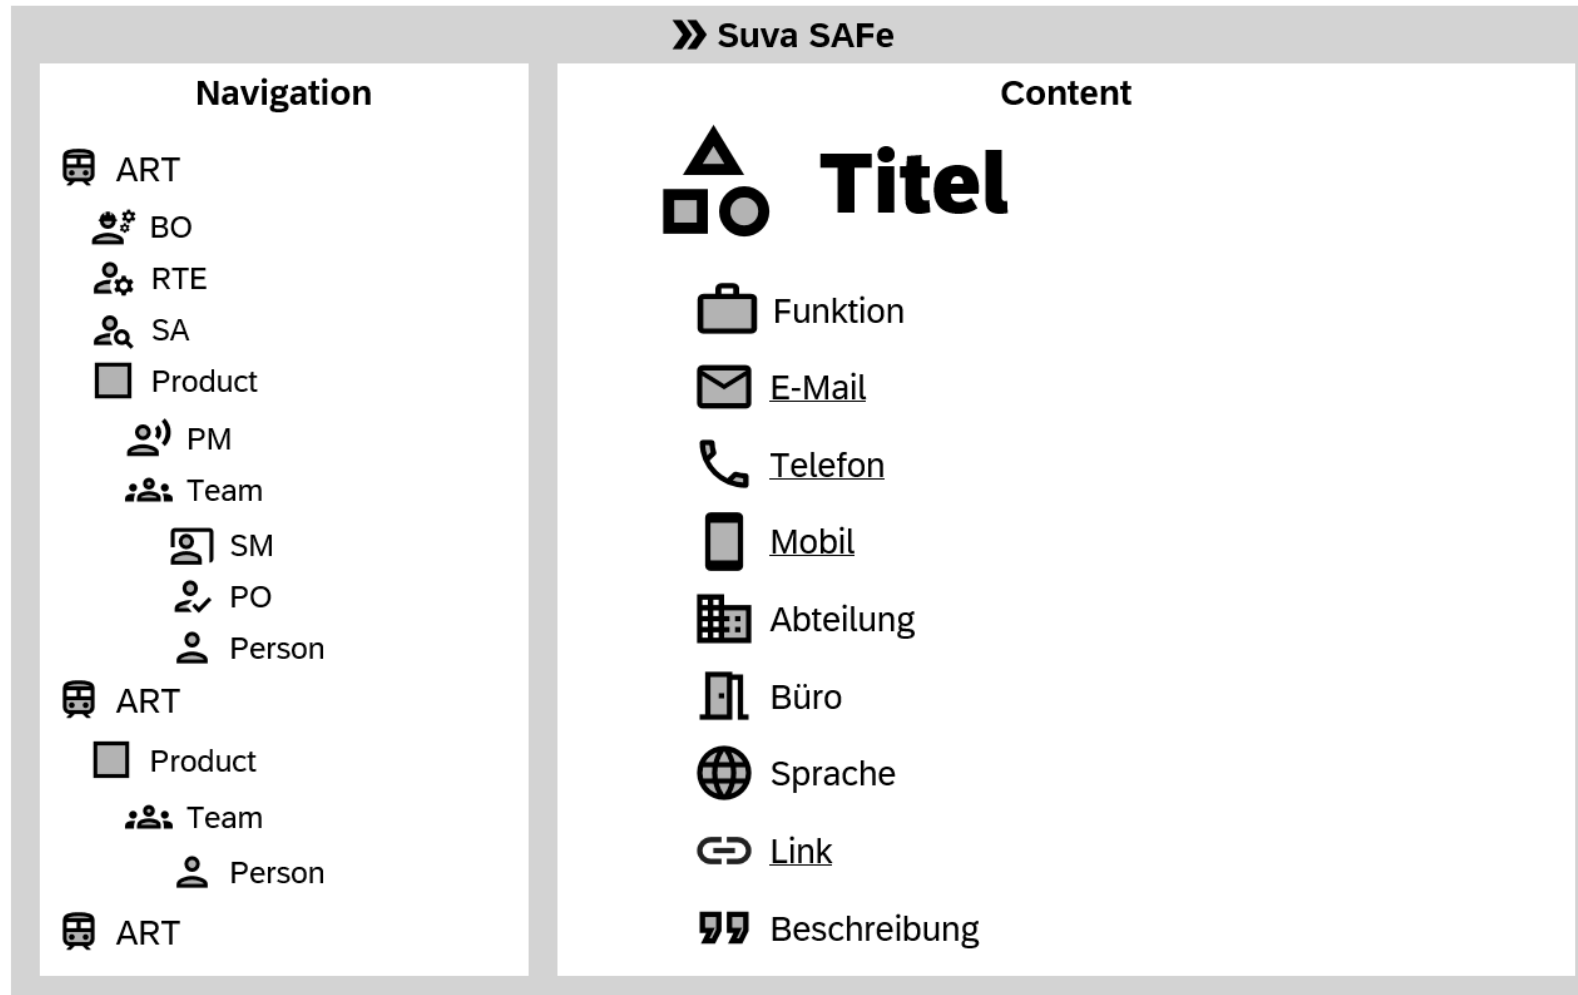 Suva SAFe
Navigation
ART
BO
RTE
SA
Product
PM
Team
SM
PO
Person
ART
Product
Team
Person
ART
Content
Titel
Funktion
E-Mail
Telefon
Mobil
Abteilung
Büro
Sprache
Link
Beschreibung